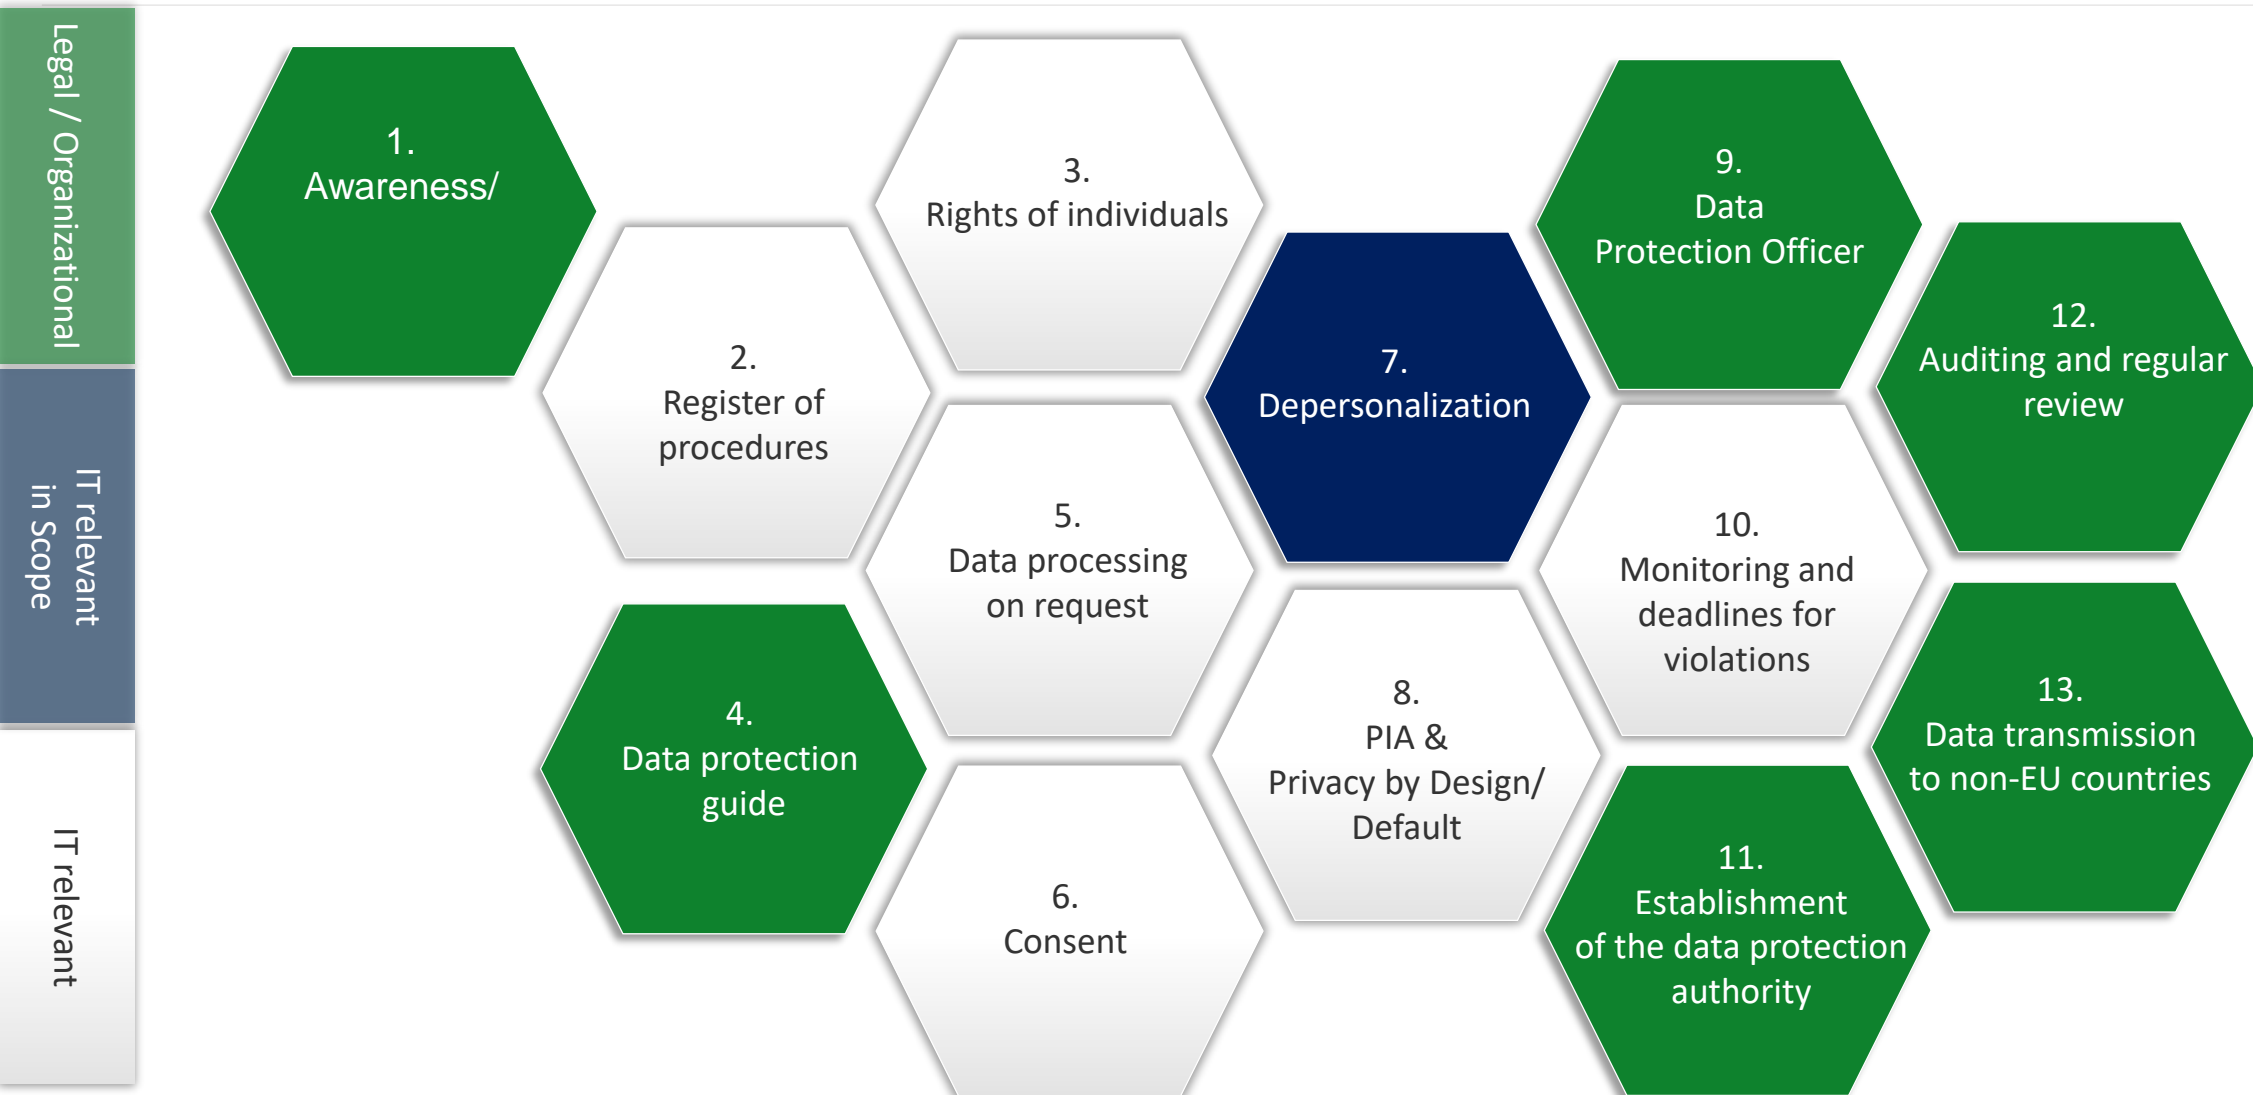 Legal / Organizational
IT relevant
in Scope
IT relevant
1.
Awareness/
2.
Register of
procedures
3.
Rights of individuals
4.
Data protection
guide
5.
Data processing
on request
6.
Consent
7.
Depersonalization
8.
PIA &
Privacy by Design/
Default
9.
Data
Protection Officer
10.
Monitoring and
deadlines for
violations
11.
Establishment
of the data protection
authority
12.
Auditing and regular
review
13.
Data transmission
to non-EU countries